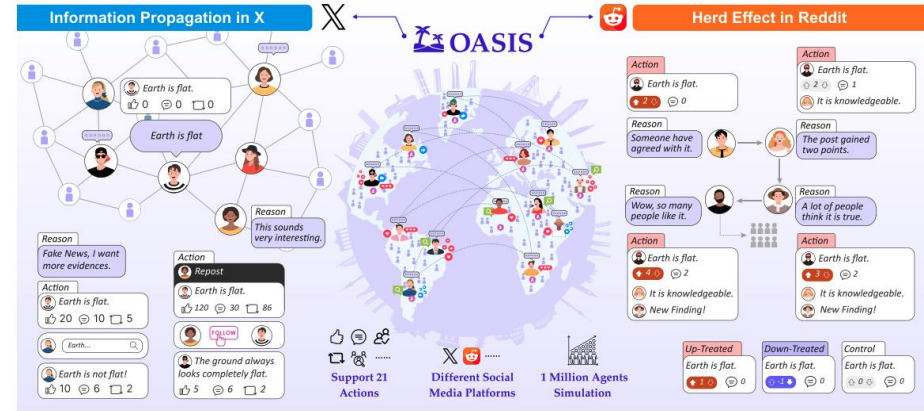 Information Propagation in X
X
OASIS
Herd Effect in Reddit
Earth is flat.
0 0 0
Earth is flat
Reason
This sounds
very interesting.
Reason
Fake News, I want
more evidences.
Action
Earth is flat.
20 10 5
Earth...
Earth is not flat!
10 6 2
Action
Repost
Earth is flat.
120 30 86
FOLLOW
The ground always
looks completely flat.
5 6 2
Support 21
Actions
X ......
Different Social
Media Platforms
1 Million Agents
Simulation
Action
Earth is flat.
2 0
Reason
Someone have
agreed with it.
Action
Earth is flat.
2 1
It is knowledgeable.
Reason
The post gained
two points.
Reason
Wow, so many
people like it.
Reason
A lot of people
think it is true.
Action
Earth is flat.
4 2
It is knowledgeable.
New Finding!
Action
Earth is flat.
3 2
It is knowledgeable.
New Finding!
Up-Treated
Earth is flat.
1 0
Down-Treated
Earth is flat.
-1 0
Control
Earth is flat.
0 0